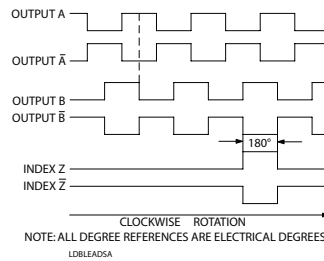 OUTPUT A
OUTPUT A̅
OUTPUT B
OUTPUT B̅
180°
INDEX Z
INDEX Z̅
CLOCKWISE ROTATION
NOTE: ALL DEGREE REFERENCES ARE ELECTRICAL DEGREES
LDBLEADSA